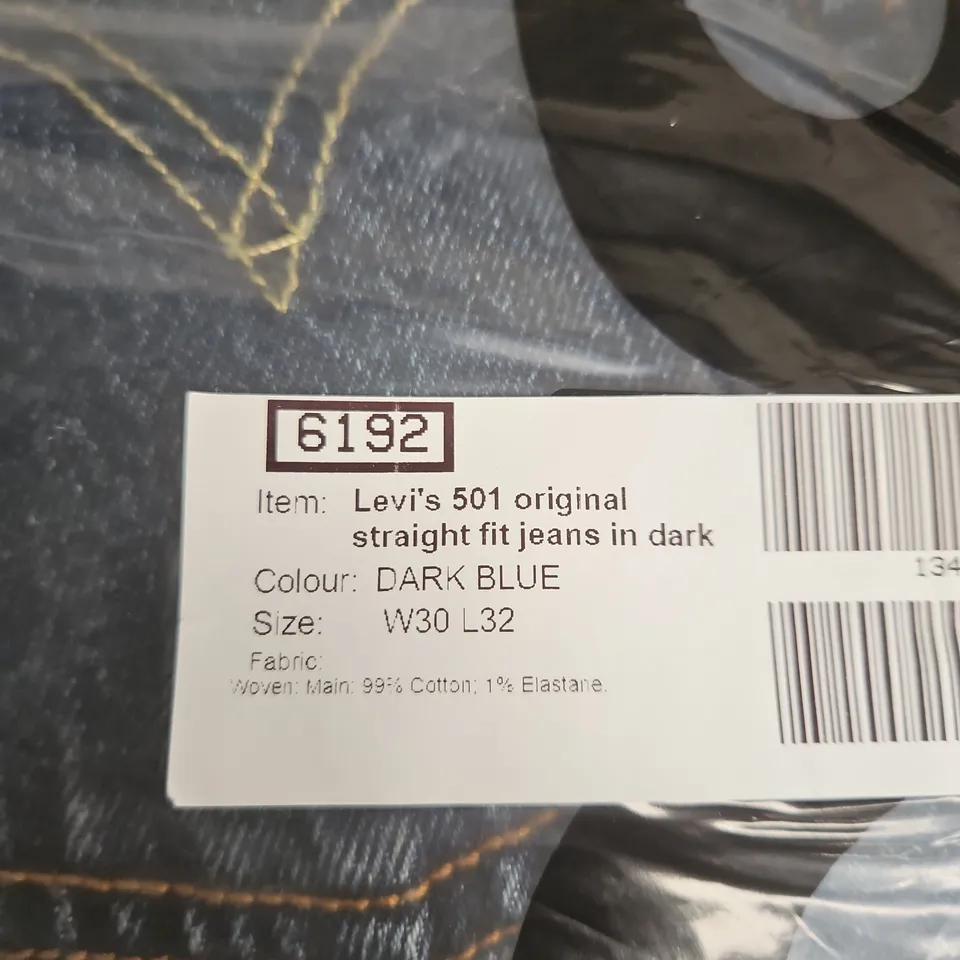 6192
Item: Levi's 501 original
straight fit jeans in dark
Colour: DARK BLUE
Size: W30 L32
Fabric:
Woven: Main: 99% Cotton; 1% Elastane.
134